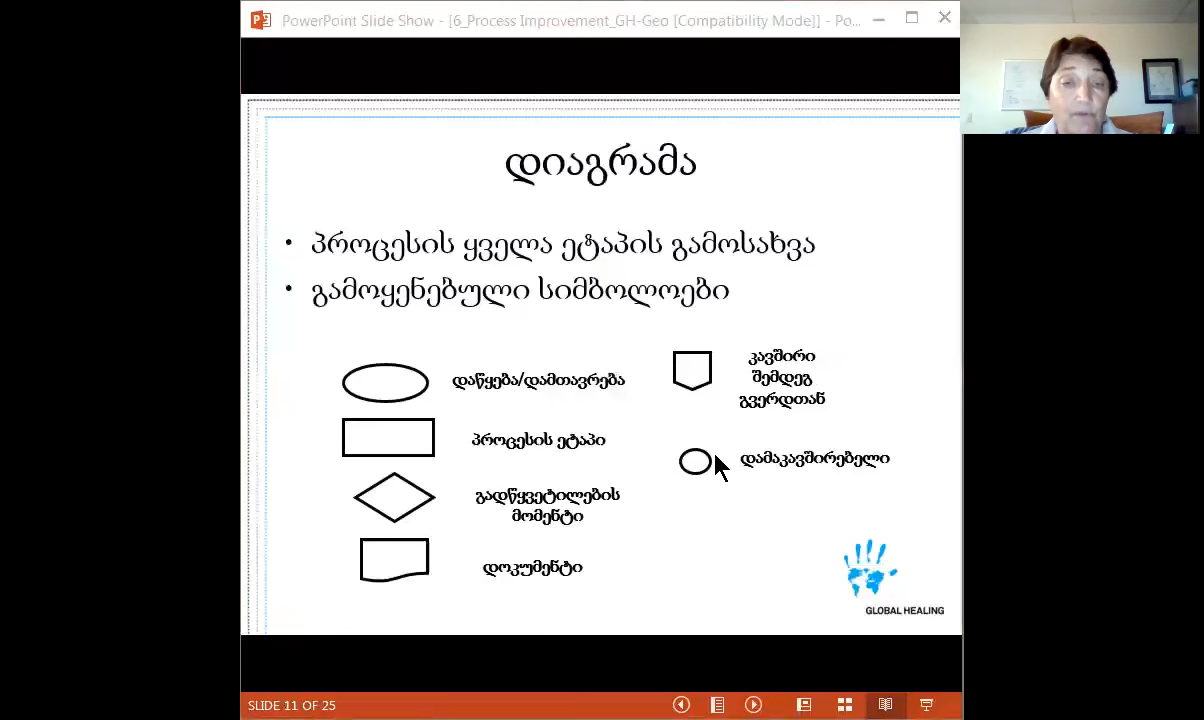 PowerPoint Slide Show - [6_Process Improvement_GH-Geo [Compatibility Mode]] - Po...
დიაგრამა
• პროცესის ყველა ეტაპის გამოსახვა
• გამოყენებული სიმბოლოები
დაწყება/დამთავრება
პროცესის ეტაპი
გადწყვეტილების
მომენტი
დოკუმენტი
კავშირი
შემდეგ
გვერდთან
დამაკავშირებელი
GLOBAL HEALING
SLIDE 11 OF 25